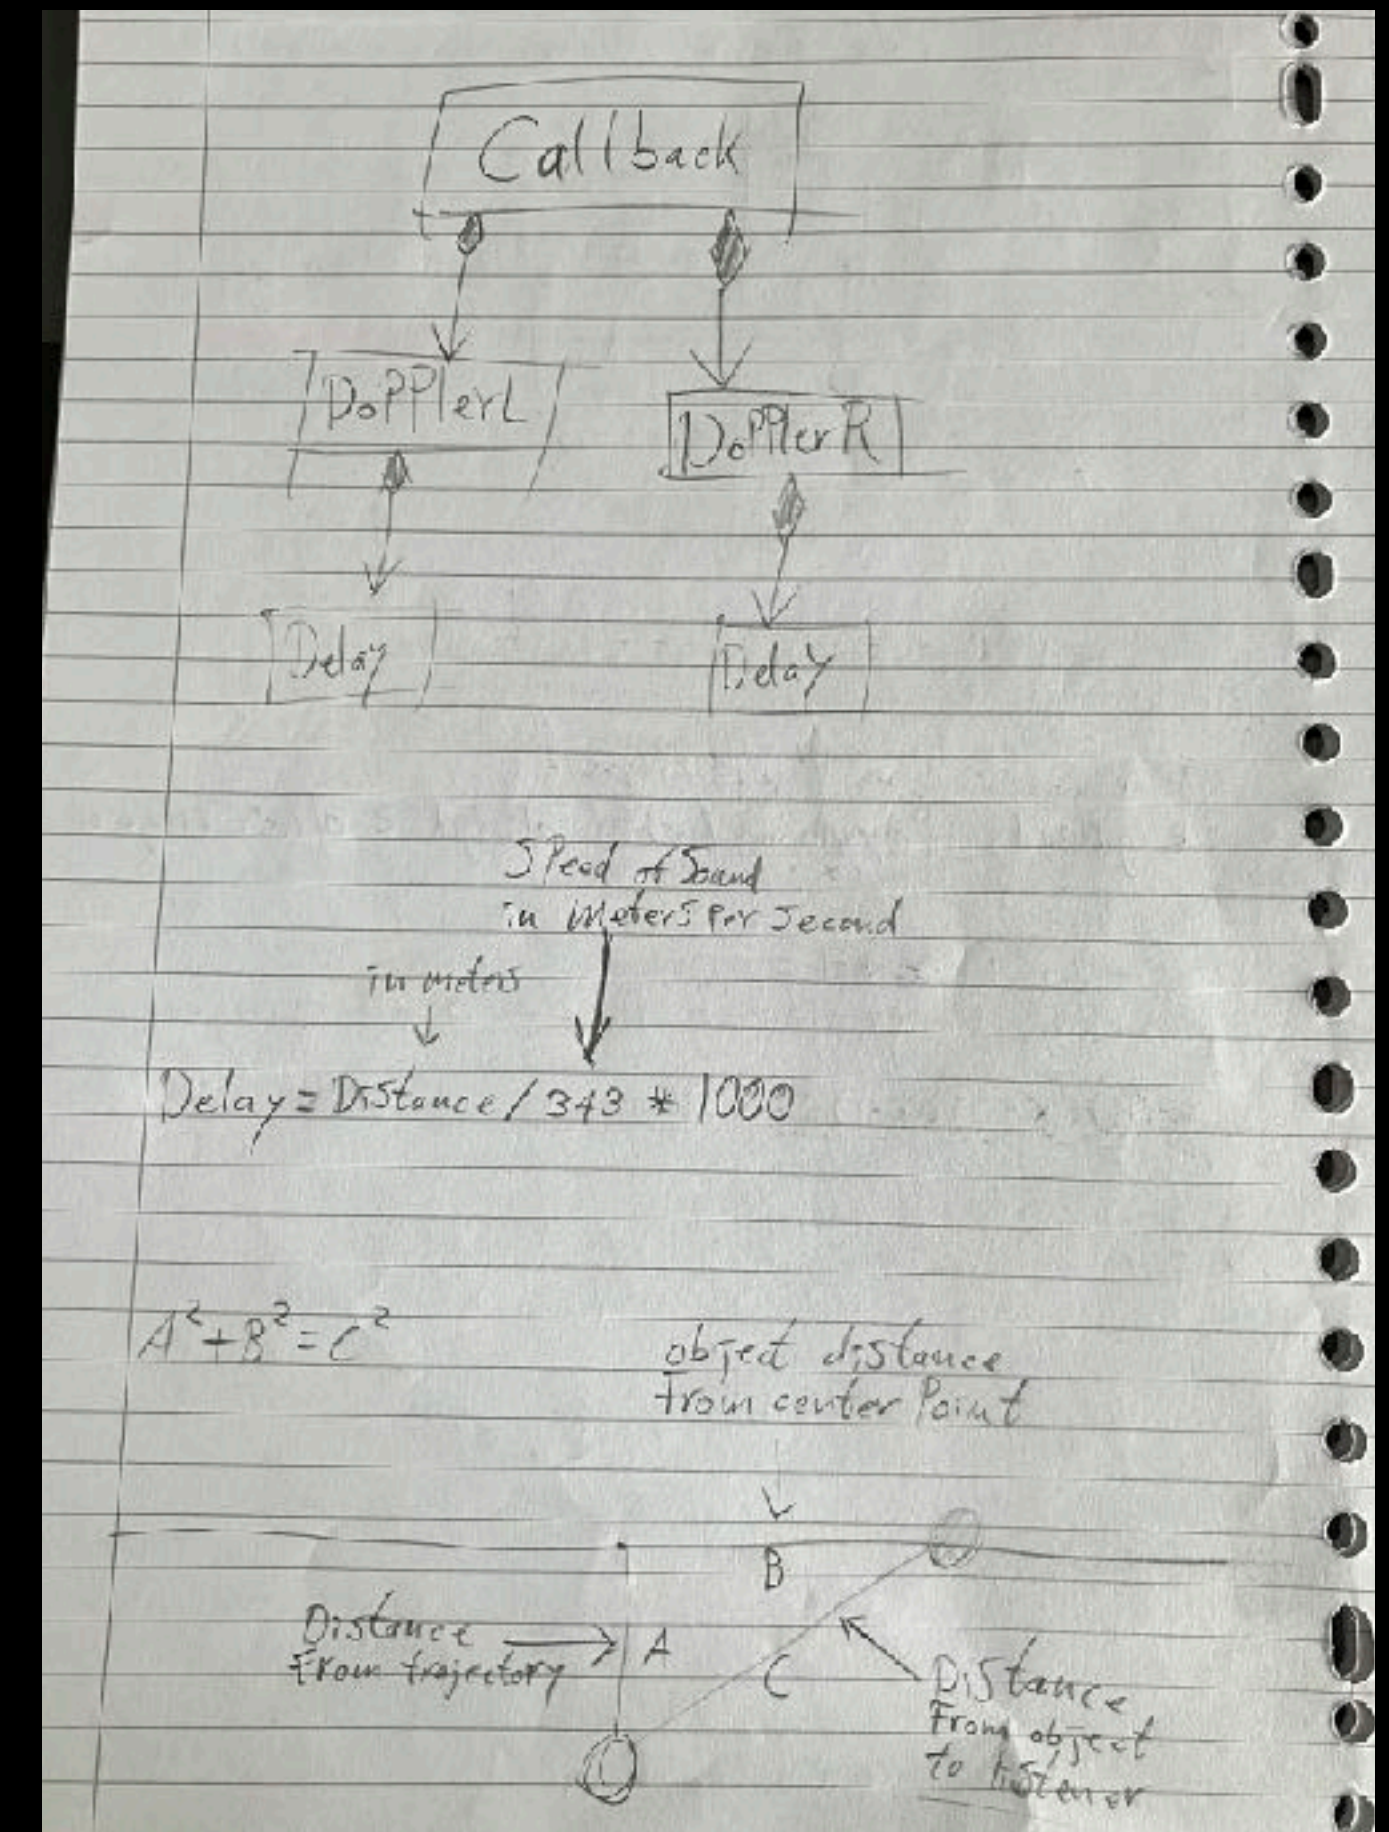 Callback
DopplerL
DopplerR
Delay
Delay
Speed of Sound
in meters per second
in meters
Delay = Distance / 343 * 1000
A² + B² = C²
object distance
from center point
B
Distance
From trajectory
A
C
Distance
From object
to listener